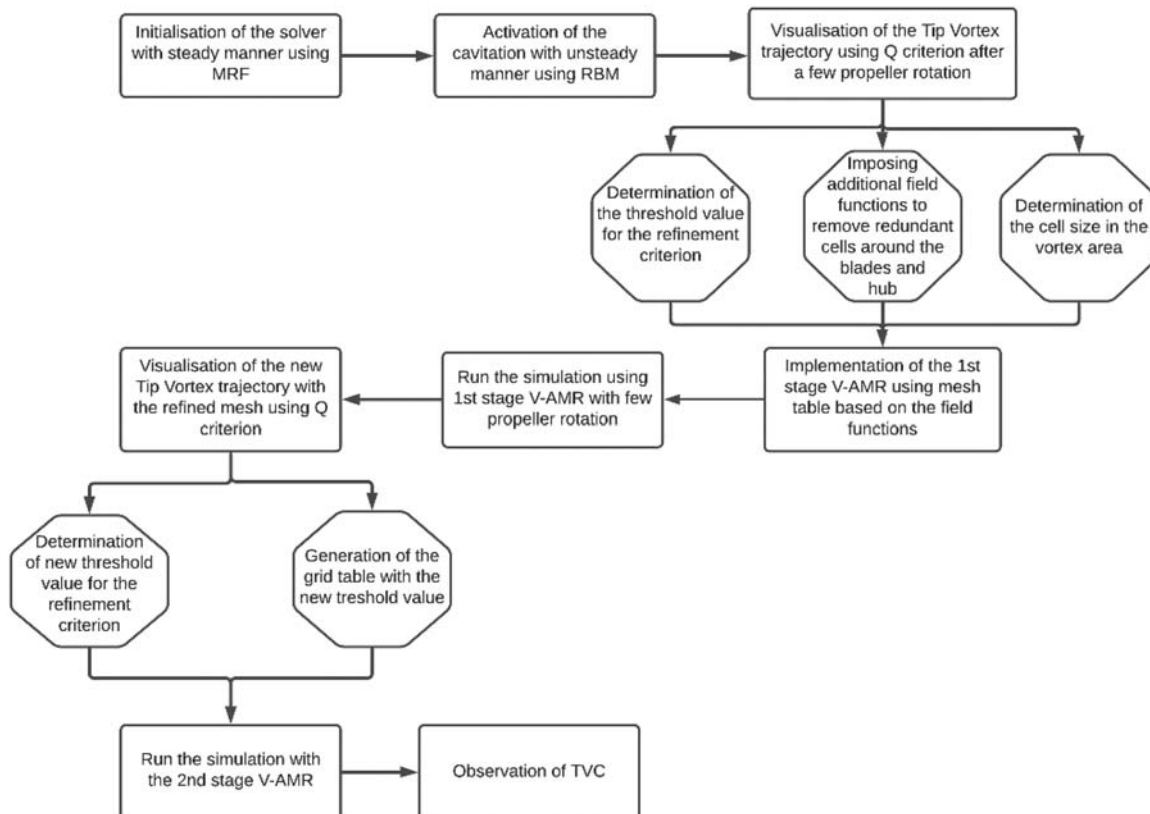 Initialisation of the solver
with steady manner using
MRF
Activation of the
cavitation with unsteady
manner using RBM
Visualisation of the Tip Vortex
trajectory using Q criterion after
a few propeller rotation
Determination of
the threshold value
for the refinement
criterion
Imposing
additional field
functions to
remove redundant
cells around the
blades and
hub
Determination of
the cell size in the
vortex area
Visualisation of the new
Tip Vortex trajectory with
the refined mesh using Q
criterion
Run the simulation using
1st stage V-AMR with few
propeller rotation
Implementation of the 1st
stage V-AMR using mesh
table based on the field
functions
Determination
of new threshold
value for the
refinement
criterion
Generation of the
grid table with the
new treshold value
Run the simulation with
the 2nd stage V-AMR
Observation of TVC